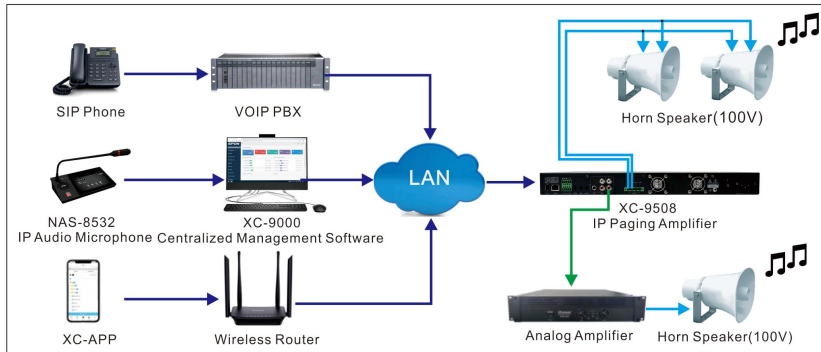 SIP Phone
VOIP PBX
Horn Speaker(100V)
LAN
NAS-8532
IP Audio Microphone
XC-9000
Centralized Management Software
XC-9508
IP Paging Amplifier
XC-APP
Wireless Router
Analog Amplifier
Horn Speaker(100V)